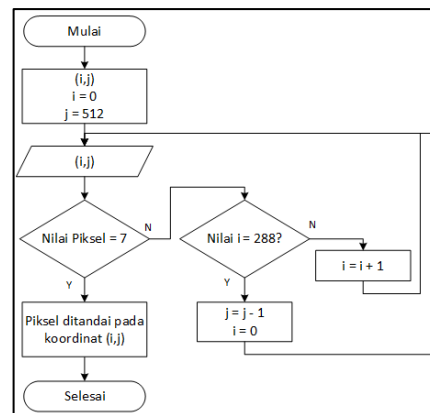 Mulai
(i,j)
i = 0
j = 512
(i,j)
Nilai Piksel = 7
N
Nilai i = 288?
N
i = i + 1
Y
Y
Piksel ditandai pada
koordinat (i,j)
j = j - 1
i = 0
Selesai